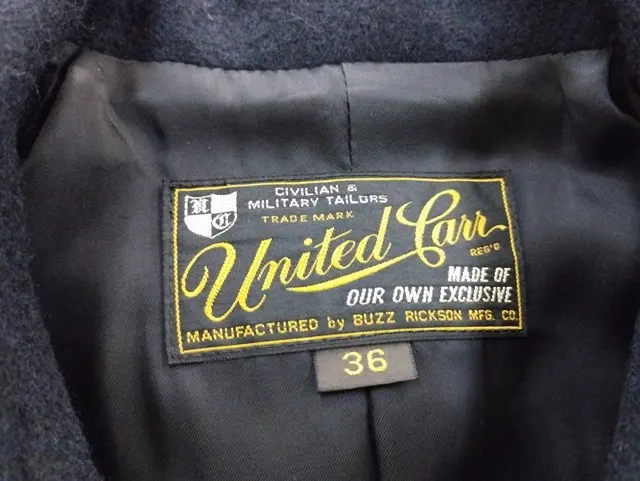 CIVILIAN &
MILITARY TAILORS
TRADE MARK
United Carr
REG'D
MADE OF
OUR OWN EXCLUSIVE
MANUFACTURED by BUZZ RICKSON MFG. CO.
36